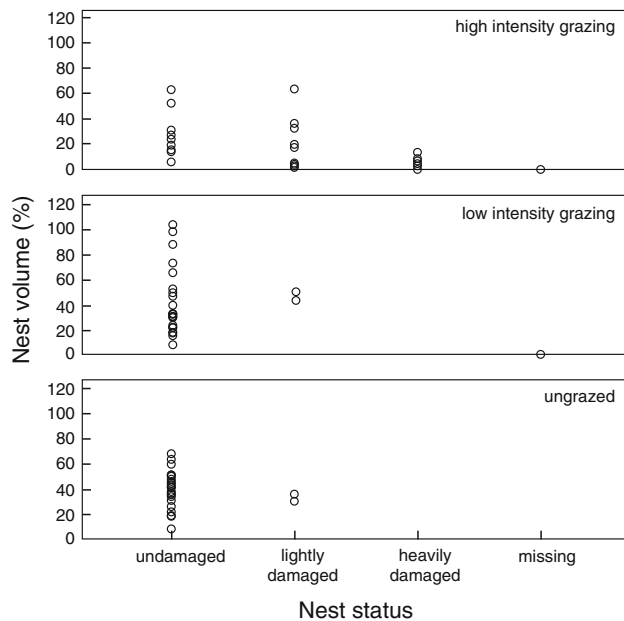 120
100
80
60
40
20
0
high intensity grazing
120
100
80
60
40
20
0
low intensity grazing
120
100
80
60
40
20
0
ungrazed
Nest volume (%)
undamaged
lightly
damaged
heavily
damaged
missing
Nest status